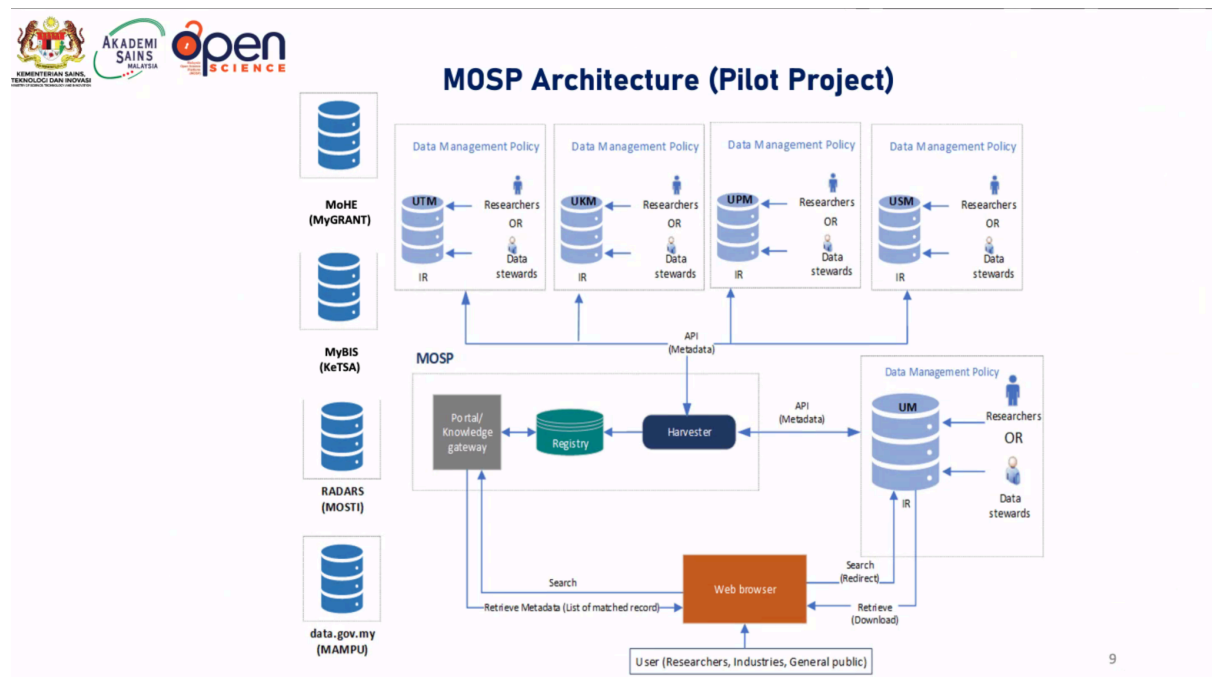 KEMENTERIAN SAINS,
TEKNOLOGI DAN INOVASI
AKADEMI
SAINS
MALAYSIA
Open
SCIENCE
MOSP Architecture (Pilot Project)
MoHE
(MyGRANT)
MyBIS
(KeTSA)
RADARS
(MOSTI)
data.gov.my
(MAMPU)
Data Management Policy
UTM
Researchers
OR
Data
stewards
IR
Data Management Policy
UKM
Researchers
OR
Data
stewards
IR
Data Management Policy
UPM
Researchers
OR
Data
stewards
IR
Data Management Policy
USM
Researchers
OR
Data
stewards
IR
API
(Metadata)
MOSP
Portal/
Knowledge
gateway
Registry
Harvester
API
(Metadata)
Data Management Policy
UM
Researchers
OR
Data
stewards
IR
Search
Retrieve Metadata (List of matched record)
Web browser
Search
(Redirect)
Retrieve
(Download)
User (Researchers, Industries, General public)
9